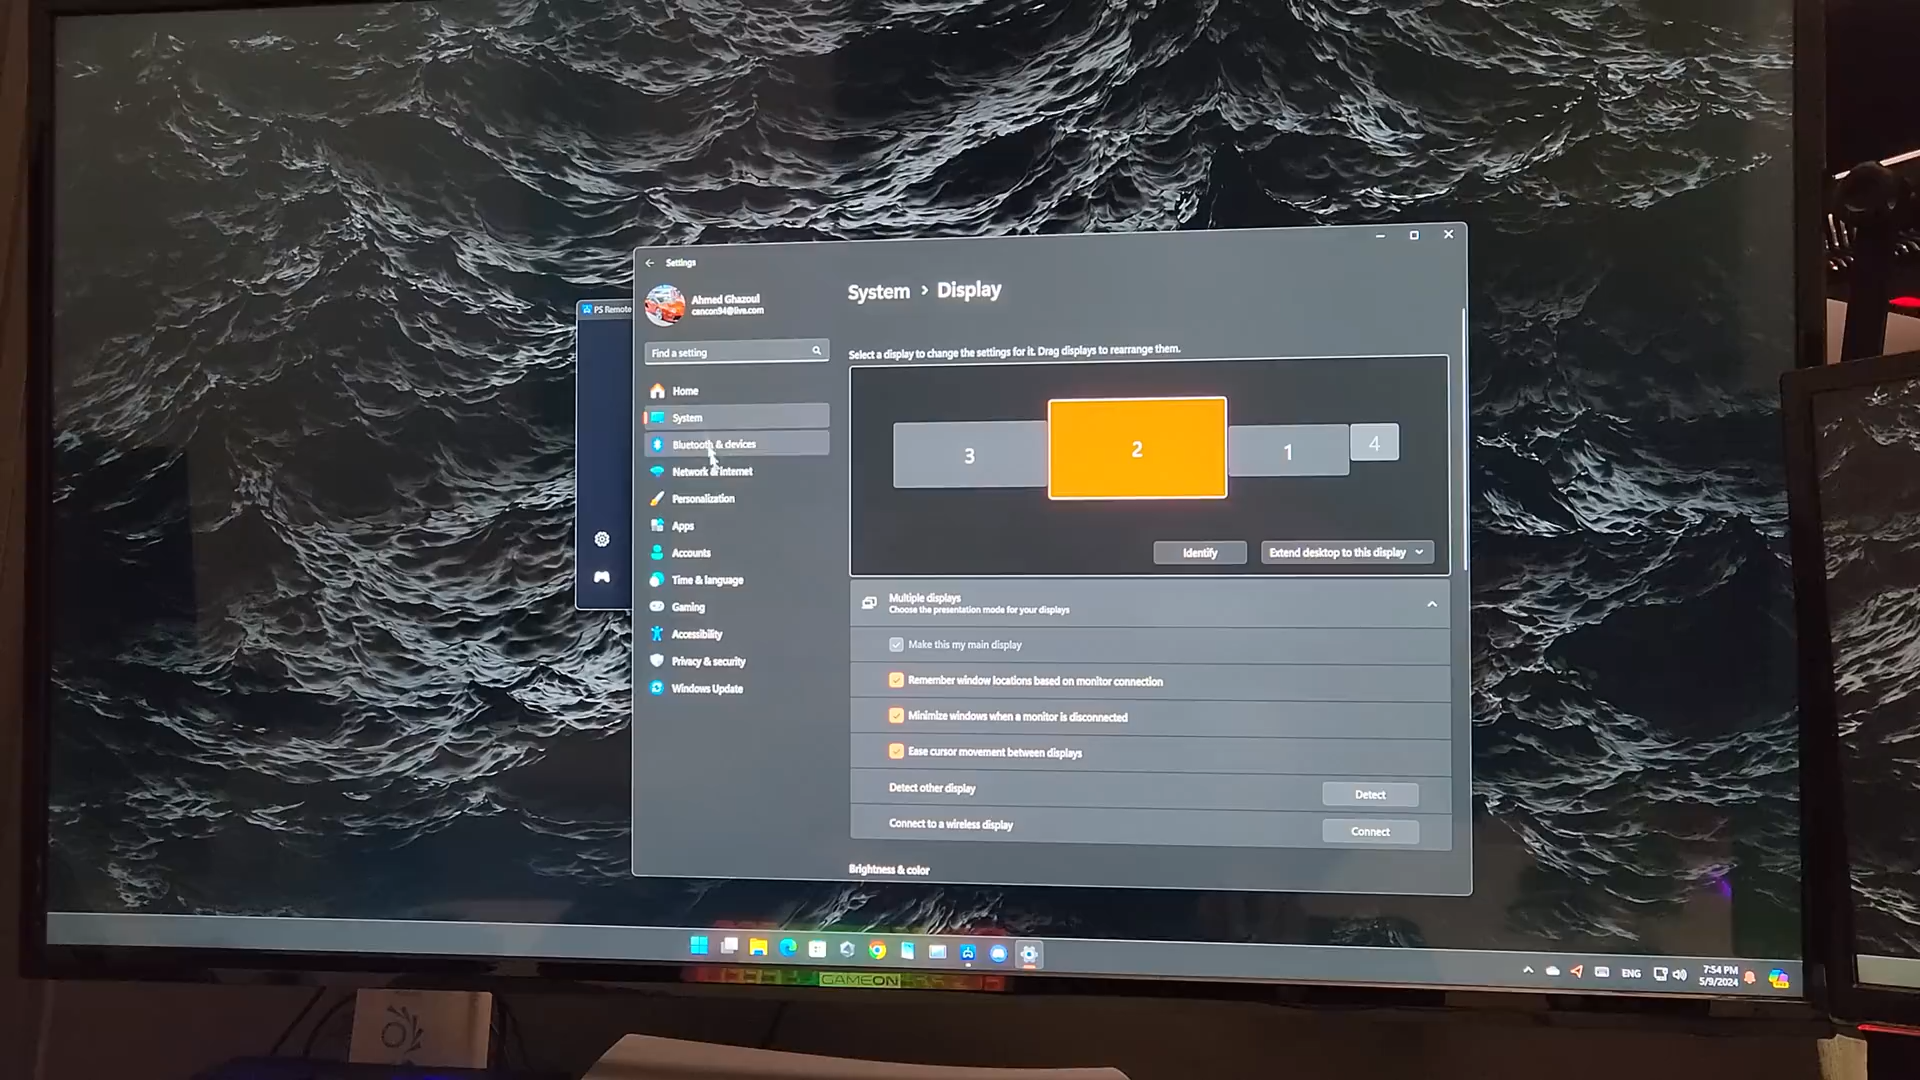 Settings
Ahmed Ghazoul
cancon94@live.com
Find a setting
Home
System
Bluetooth & devices
Network & internet
Personalization
Apps
Accounts
Time & language
Gaming
Accessibility
Privacy & security
Windows Update
PS Remote
System > Display
Select a display to change the settings for it. Drag displays to rearrange them.
3
2
1
4
Identify
Extend desktop to this display
Multiple displays
Choose the presentation mode for your displays
Make this my main display
Remember window locations based on monitor connection
Minimize windows when a monitor is disconnected
Ease cursor movement between displays
Detect other display
Detect
Connect to a wireless display
Connect
Brightness & color
ENG
7:54 PM
5/9/2024
GAMEON